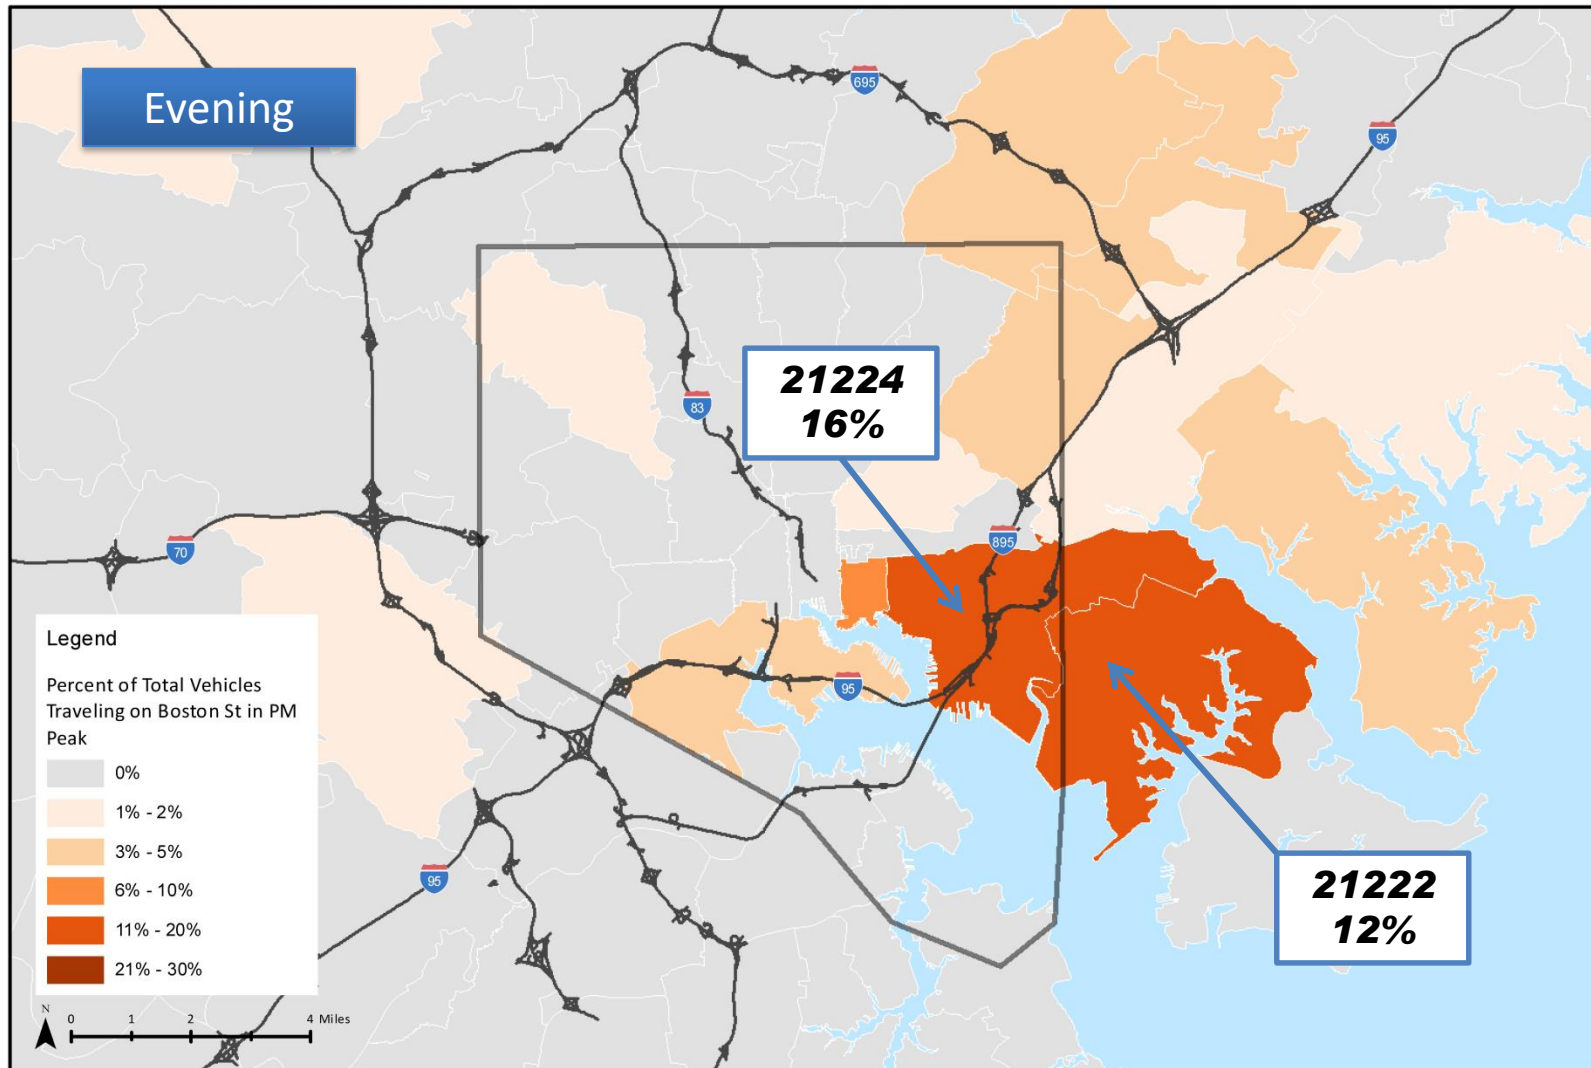 Evening
695
95
83
21224
16%
70
895
95
95
21222
12%
Legend
Percent of Total Vehicles
Traveling on Boston St in PM
Peak
0%
1% - 2%
3% - 5%
6% - 10%
11% - 20%
21% - 30%
N
0 1 2 4 Miles